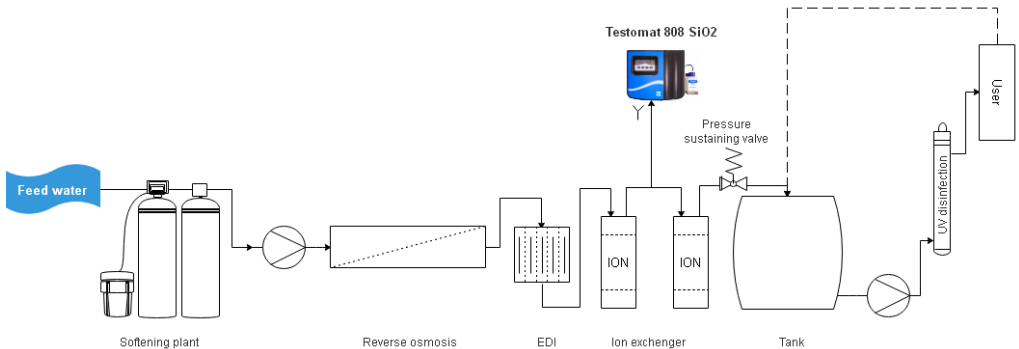 Testomat 808 SiO2
Pressure
sustaining valve
User
Feed water
UV disinfection
ION
ION
Softening plant
Reverse osmosis
EDI
Ion exchenger
Tank